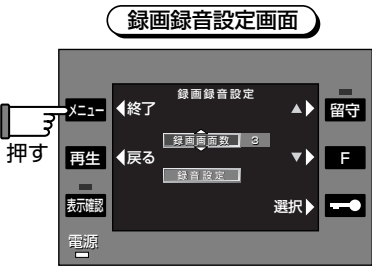 録画録音設定画面
録画録音設定
メニュー ◀終了 ▲▶ 留守
録画画面数 3
押す
再生 ◀戻る ▼▶ F
録音設定
表示確認 選択▶
電源